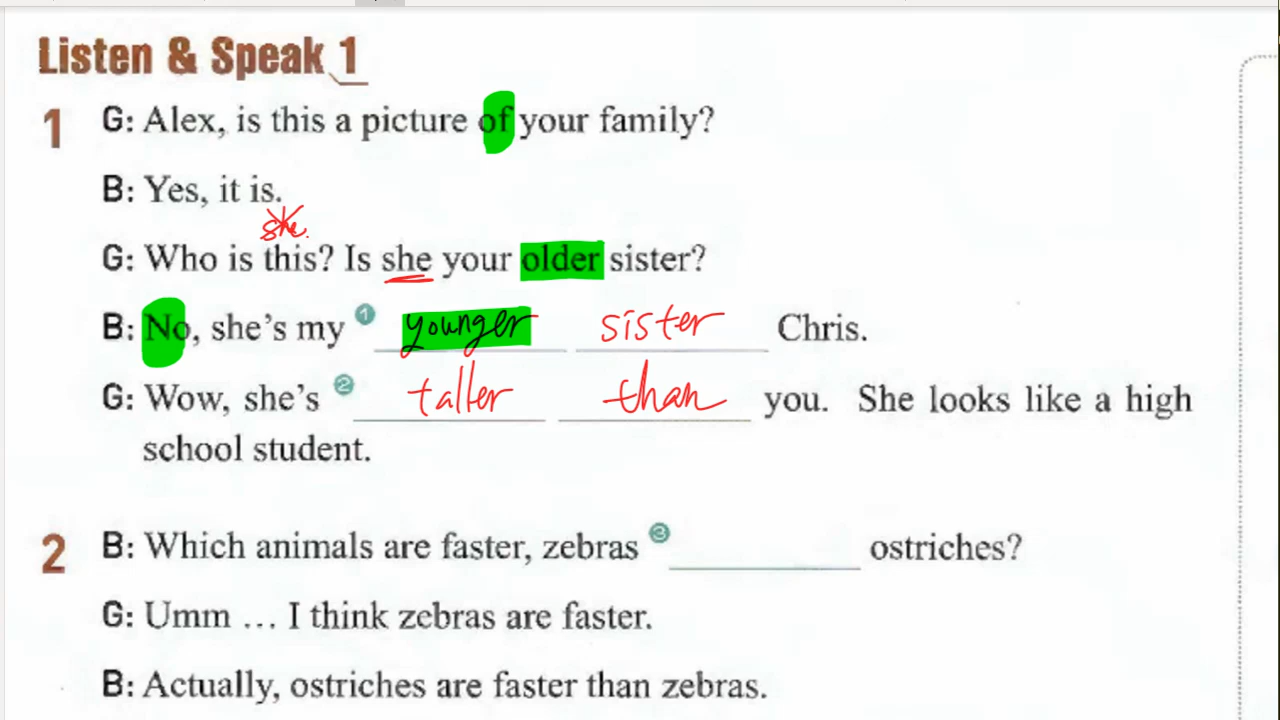 Listen & Speak 1
1 G: Alex, is this a picture of your family?
B: Yes, it is.
she.
G: Who is this? Is she your older sister?
B: No, she's my ① younger sister Chris.
G: Wow, she's ② taller than you. She looks like a high
school student.
2 B: Which animals are faster, zebras ③ ostriches?
G: Umm ... I think zebras are faster.
B: Actually, ostriches are faster than zebras.